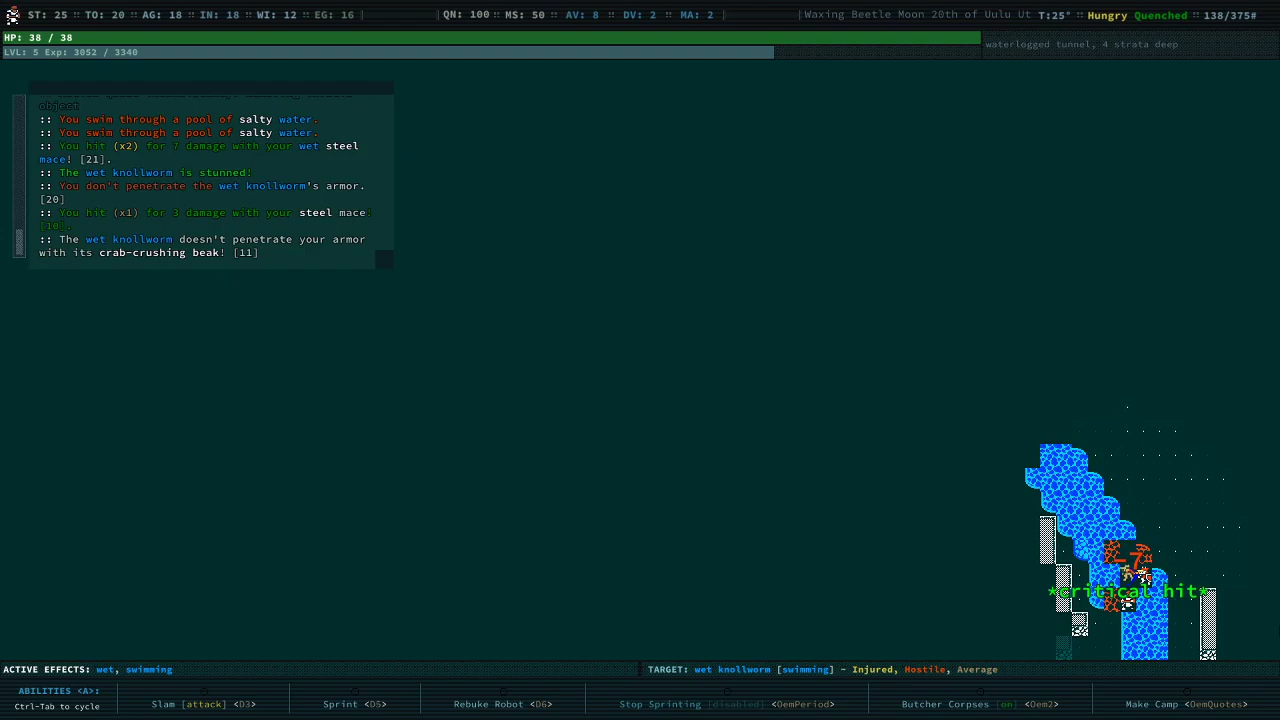 ST: 25 :: TO: 20 :: AG: 18 :: IN: 18 :: WI: 12 :: EG: 16
QN: 100 :: MS: 50 :: AV: 8 :: DV: 2 :: MA: 2
Waxing Beetle Moon 20th of Uulu Ut T:25° :: Hungry Quenched :: 138/375#
HP: 38 / 38
LVL: 5 Exp: 3052 / 3340
waterlogged tunnel, 4 strata deep
object
:: You swim through a pool of salty water.
:: You swim through a pool of salty water.
:: You hit (x2) for 7 damage with your wet steel
mace! [21].
:: The wet knollworm is stunned!
:: You don't penetrate the wet knollworm's armor.
[20]
:: You hit (x1) for 3 damage with your steel mace!
[10].
:: The wet knollworm doesn't penetrate your armor
with its crab-crushing beak! [11]
-7
*critical hit*
ACTIVE EFFECTS: wet, swimming
TARGET: wet knollworm [swimming] - Injured, Hostile, Average
ABILITIES <A>:
Ctrl-Tab to cycle
Slam [attack] <D3>
Sprint <D5>
Rebuke Robot <D6>
Stop Sprinting [disabled] <OemPeriod>
Butcher Corpses [on] <Oem2>
Make Camp <OemQuotes>